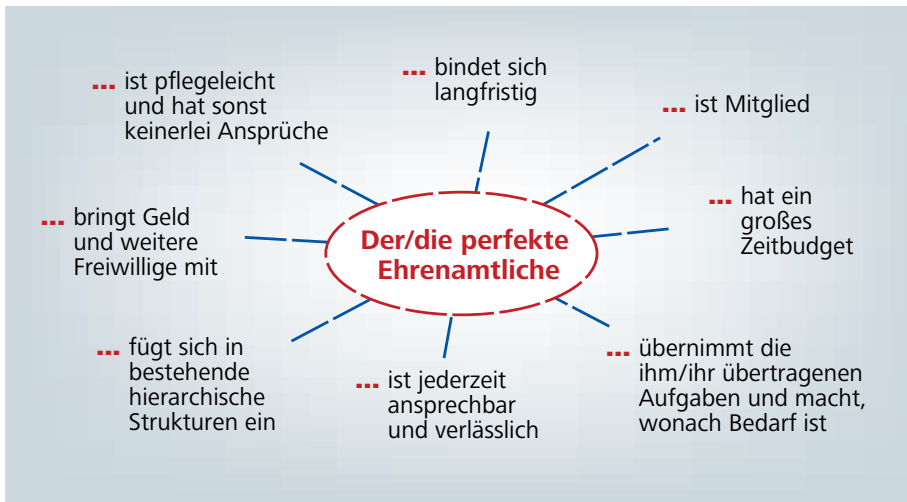 ... ist pflegeleicht
und hat sonst
keinerlei Ansprüche
... bindet sich
langfristig
... ist Mitglied
... bringt Geld
und weitere
Freiwillige mit
Der/die perfekte
Ehrenamtliche
... hat ein
großes
Zeitbudget
... fügt sich in
bestehende
hierarchische
Strukturen ein
... ist jederzeit
ansprechbar
und verlässlich
... übernimmt die
ihm/ihr übertragenen
Aufgaben und macht,
wonach Bedarf ist